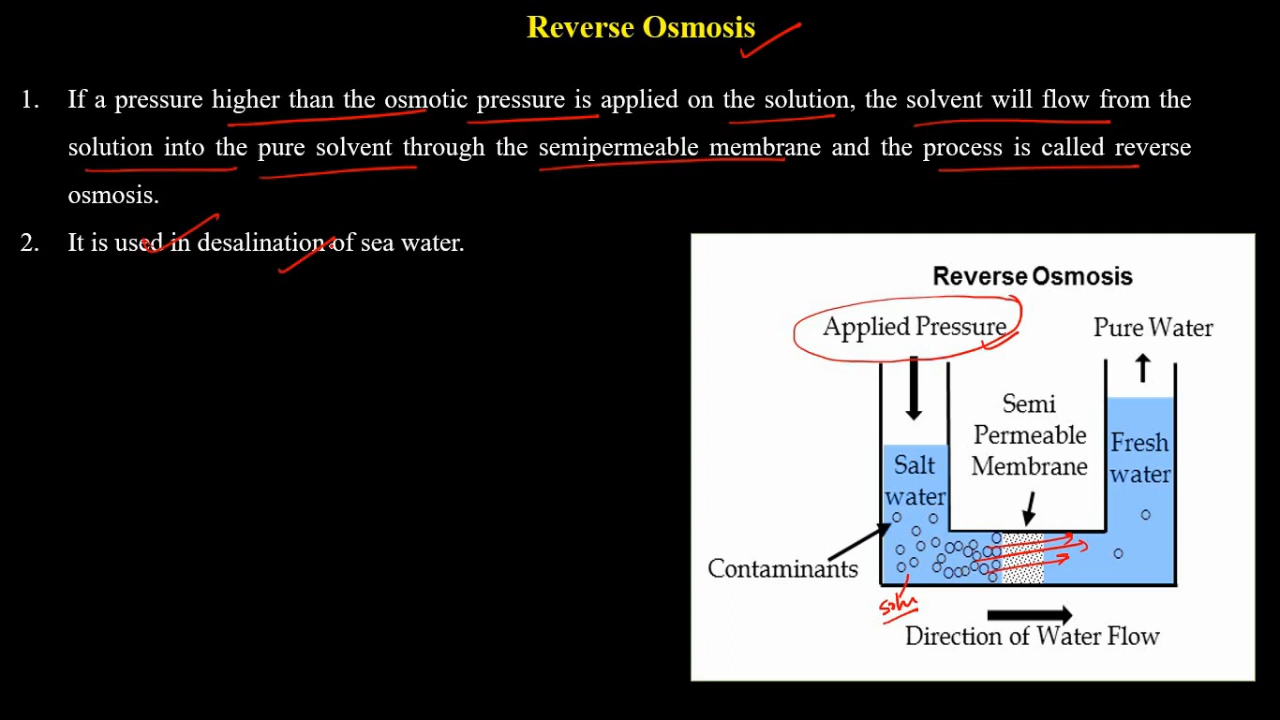 Reverse Osmosis
1. If a pressure higher than the osmotic pressure is applied on the solution, the solvent will flow from the
solution into the pure solvent through the semipermeable membrane and the process is called reverse
osmosis.
2. It is used in desalination of sea water.
Reverse Osmosis
Applied Pressure
Pure Water
Semi
Permeable
Membrane
Salt
water
Fresh
water
Contaminants
Direction of Water Flow